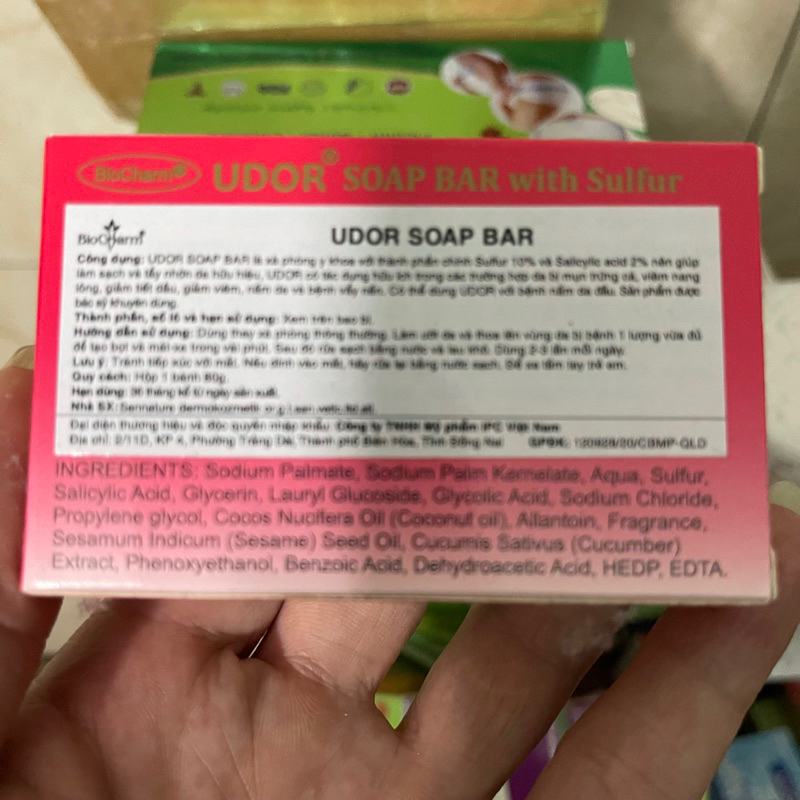 BioCharm® UDOR® SOAP BAR with Sulfur
BioCharm
UDOR SOAP BAR
Công dụng: UDOR SOAP BAR là xà phòng y khoa với thành phần chính Sulfur 10% và Salicylic acid 2% nên giúp
làm sạch và tẩy nhờn da hữu hiệu, UDOR có tác dụng hữu ích trong các trường hợp da bị mụn trứng cá, viêm nang
lông, giảm tiết dầu, giảm viêm, nấm da và bệnh vẩy nến. Có thể dùng UDOR với bệnh nấm da đầu. Sản phẩm được
bác sỹ khuyên dùng.
Thành phần, số lô và hạn sử dụng: Xem trên bao bì.
Hướng dẫn sử dụng: Dùng thay xà phòng thông thường. Làm ướt da và thoa lên vùng da bị bệnh 1 lượng vừa đủ
để tạo bọt và mát-xa trong vài phút. Sau đó rửa sạch bằng nước và lau khô. Dùng 2-3 lần mỗi ngày.
Lưu ý: Tránh tiếp xúc với mắt. Nếu dính vào mắt, hãy rửa lại bằng nước sạch. Để xa tầm tay trẻ em.
Quy cách: Hộp 1 bánh 80g.
Hạn dùng: 36 tháng kể từ ngày sản xuất.
Nhà SX:
Đại diện thương hiệu và độc quyền nhập khẩu: Công ty TNHH Mỹ phẩm IPC Việt Nam
Địa chỉ: 2/11D, KP 4, Phường Trảng Dài, Thành phố Biên Hòa, Tỉnh Đồng Nai 120928/20/CBMP-QLD
INGREDIENTS: Sodium Palmate, Sodium Palm Kernelate, Aqua, Sulfur,
Salicylic Acid, Glycerin, Lauryl Glucoside, Glycolic Acid, Sodium Chloride,
Propylene glycol, Cocos Nucifera Oil (Coconut oil), Allantoin, Fragrance,
Sesamum Indicum (Sesame) Seed Oil, Cucumis Sativus (Cucumber)
Extract, Phenoxyethanol, Benzoic Acid, Dehydroacetic Acid, HEDP, EDTA.